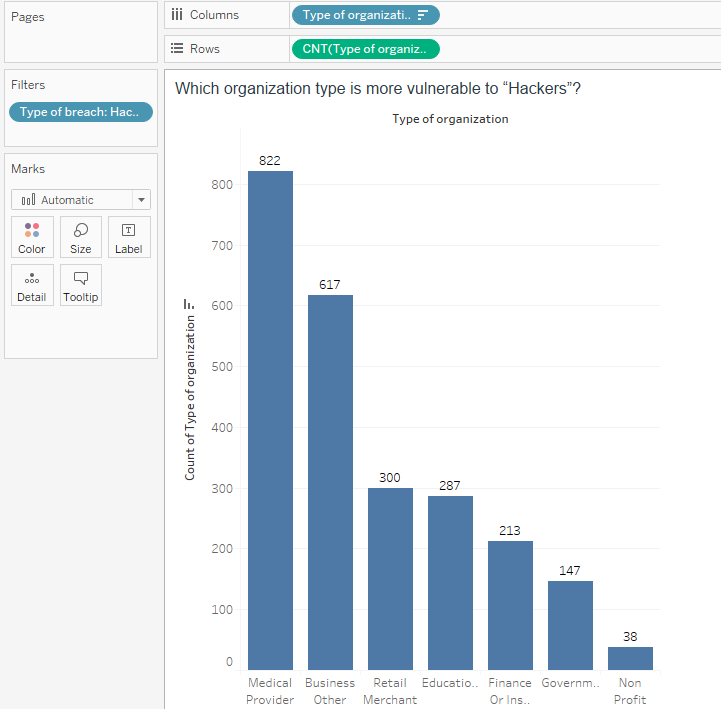 Pages
Columns
Type of organizati..
Rows
CNT(Type of organiz..
Filters
Type of breach: Hac..
Marks
Automatic
Color
Size
T
Label
Detail
Tooltip
Which organization type is more vulnerable to “Hackers”?
Type of organization
Count of Type of organization
800
700
600
500
400
300
200
100
0
822
617
300
287
213
147
38
Medical
Provider
Business
Other
Retail
Merchant
Educatio..
Finance
Or Ins..
Governm..
Non
Profit